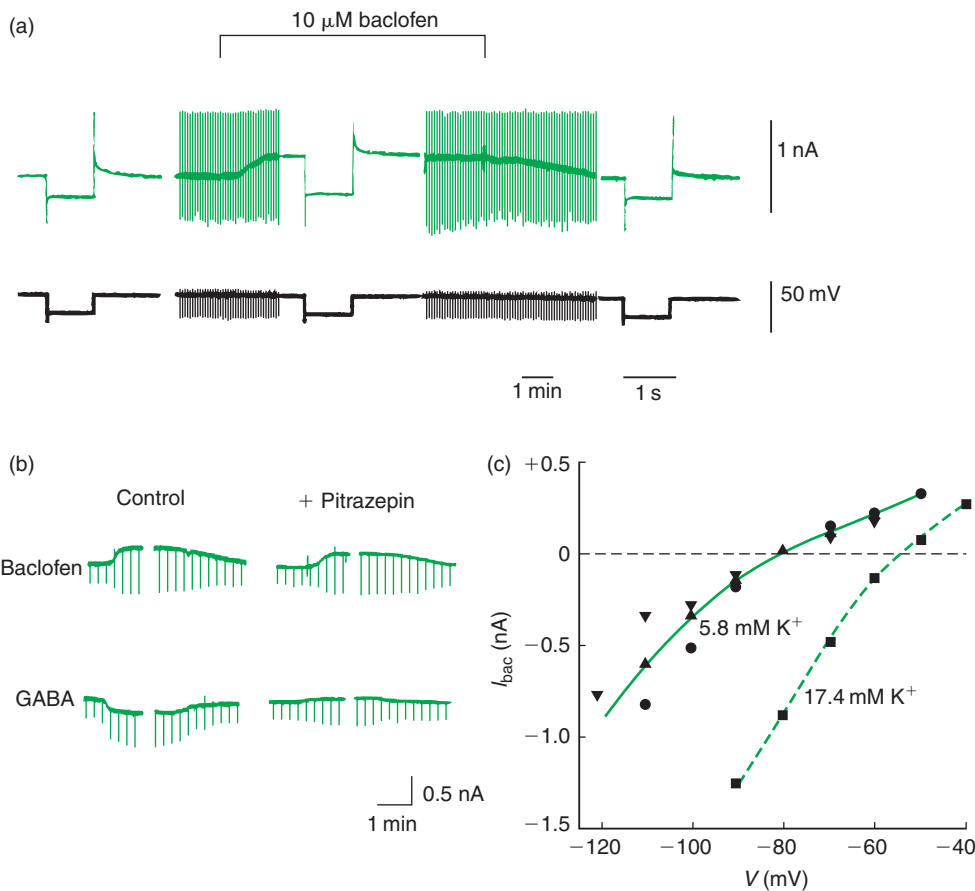 (a)
10 μM baclofen
1 nA
50 mV
1 min
1 s
(b)
Control
+ Pitrazepin
Baclofen
GABA
0.5 nA
1 min
(c)
+0.5
0
−0.5
−1.0
−1.5
I bac (nA)
5.8 mM K+
17.4 mM K+
−120
−100
−80
−60
−40
V (mV)